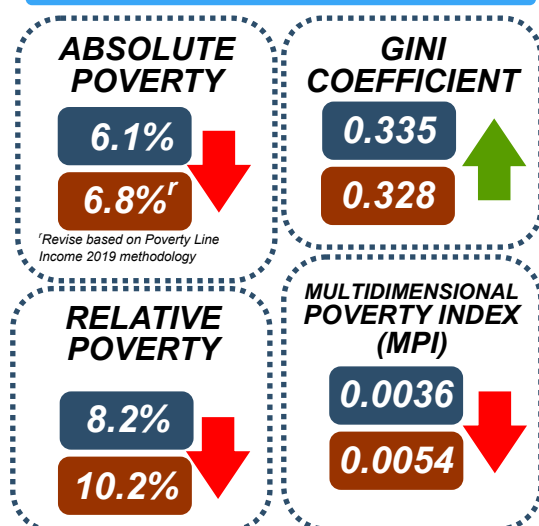 ABSOLUTE
POVERTY
6.1%
6.8%ʳ
ʳRevise based on Poverty Line
Income 2019 methodology
GINI
COEFFICIENT
0.335
0.328
RELATIVE
POVERTY
8.2%
10.2%
MULTIDIMENSIONAL
POVERTY INDEX
(MPI)
0.0036
0.0054